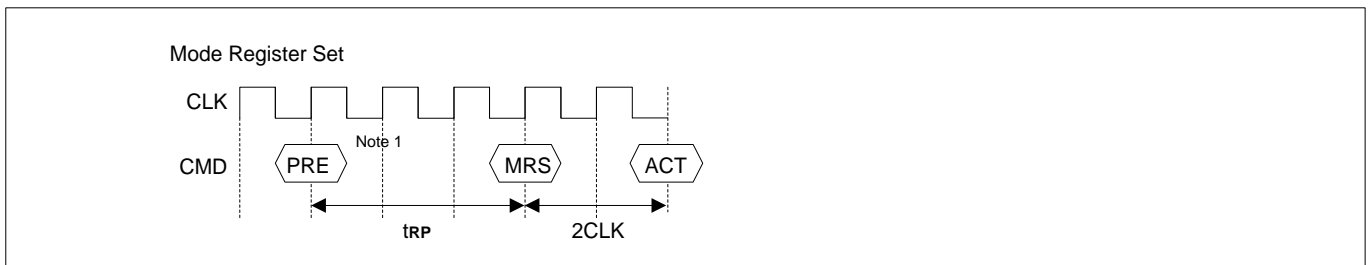 Mode Register Set
CLK
Note 1
CMD PRE MRS ACT
tRP 2CLK